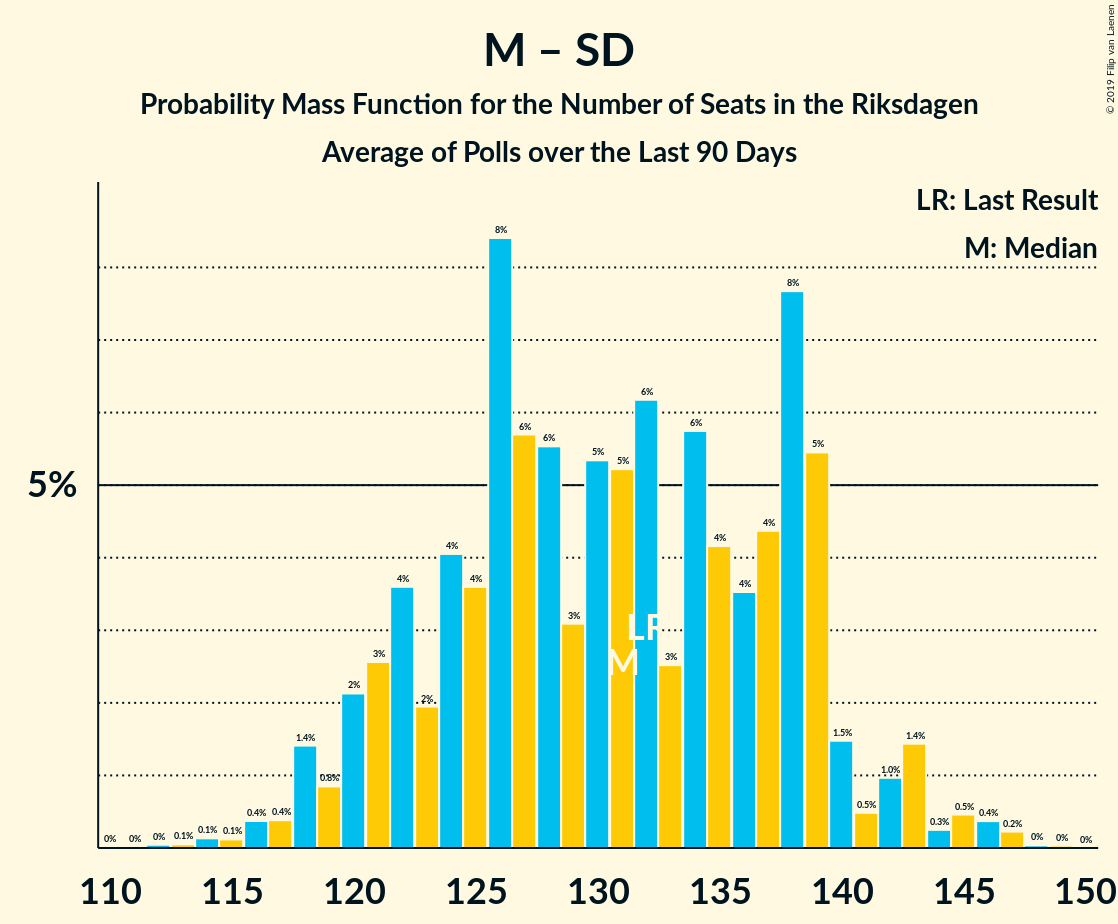 M – SD
Probability Mass Function for the Number of Seats in the Riksdagen
Average of Polls over the Last 90 Days
© 2019 Filip van Laenen
LR: Last Result
M: Median
5%
0% 0% 0% 0.1% 0.1% 0.1% 0.4% 0.4% 1.4% 0.8% 2% 3% 4% 2% 4% 4% 8% 6% 6% 3% 5% 5% 6% 3% 6% 4% 4% 4% 8% 5% 1.5% 0.5% 1.0% 1.4% 0.3% 0.5% 0.4% 0.2% 0% 0% 0%
LR
M
110 115 120 125 130 135 140 145 150